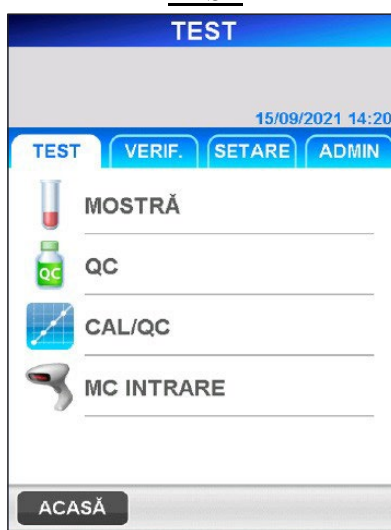 TEST
15/09/2021 14:20
TEST VERIF. SETARE ADMIN
MOSTRĂ
QC QC
CAL/QC
MC INTRARE
ACASĂ